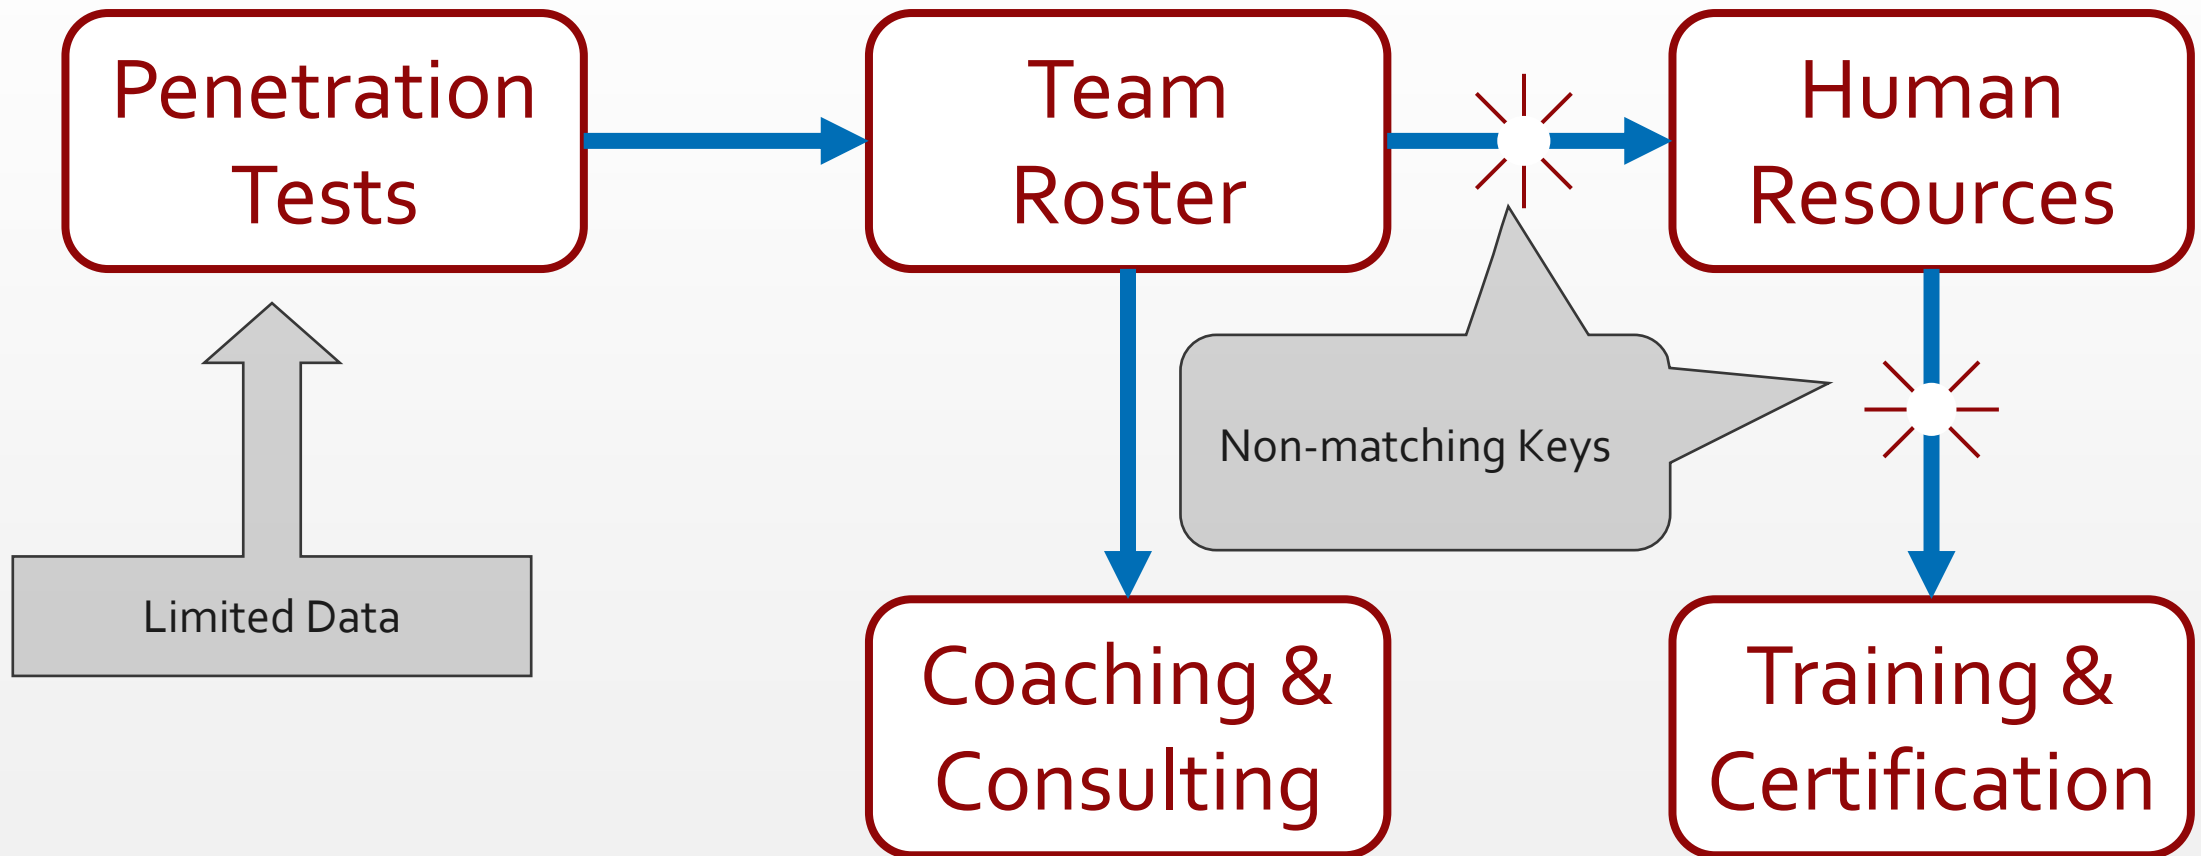 Penetration
Tests
Team
Roster
Human
Resources
Non-matching Keys
Limited Data
Coaching &
Consulting
Training &
Certification